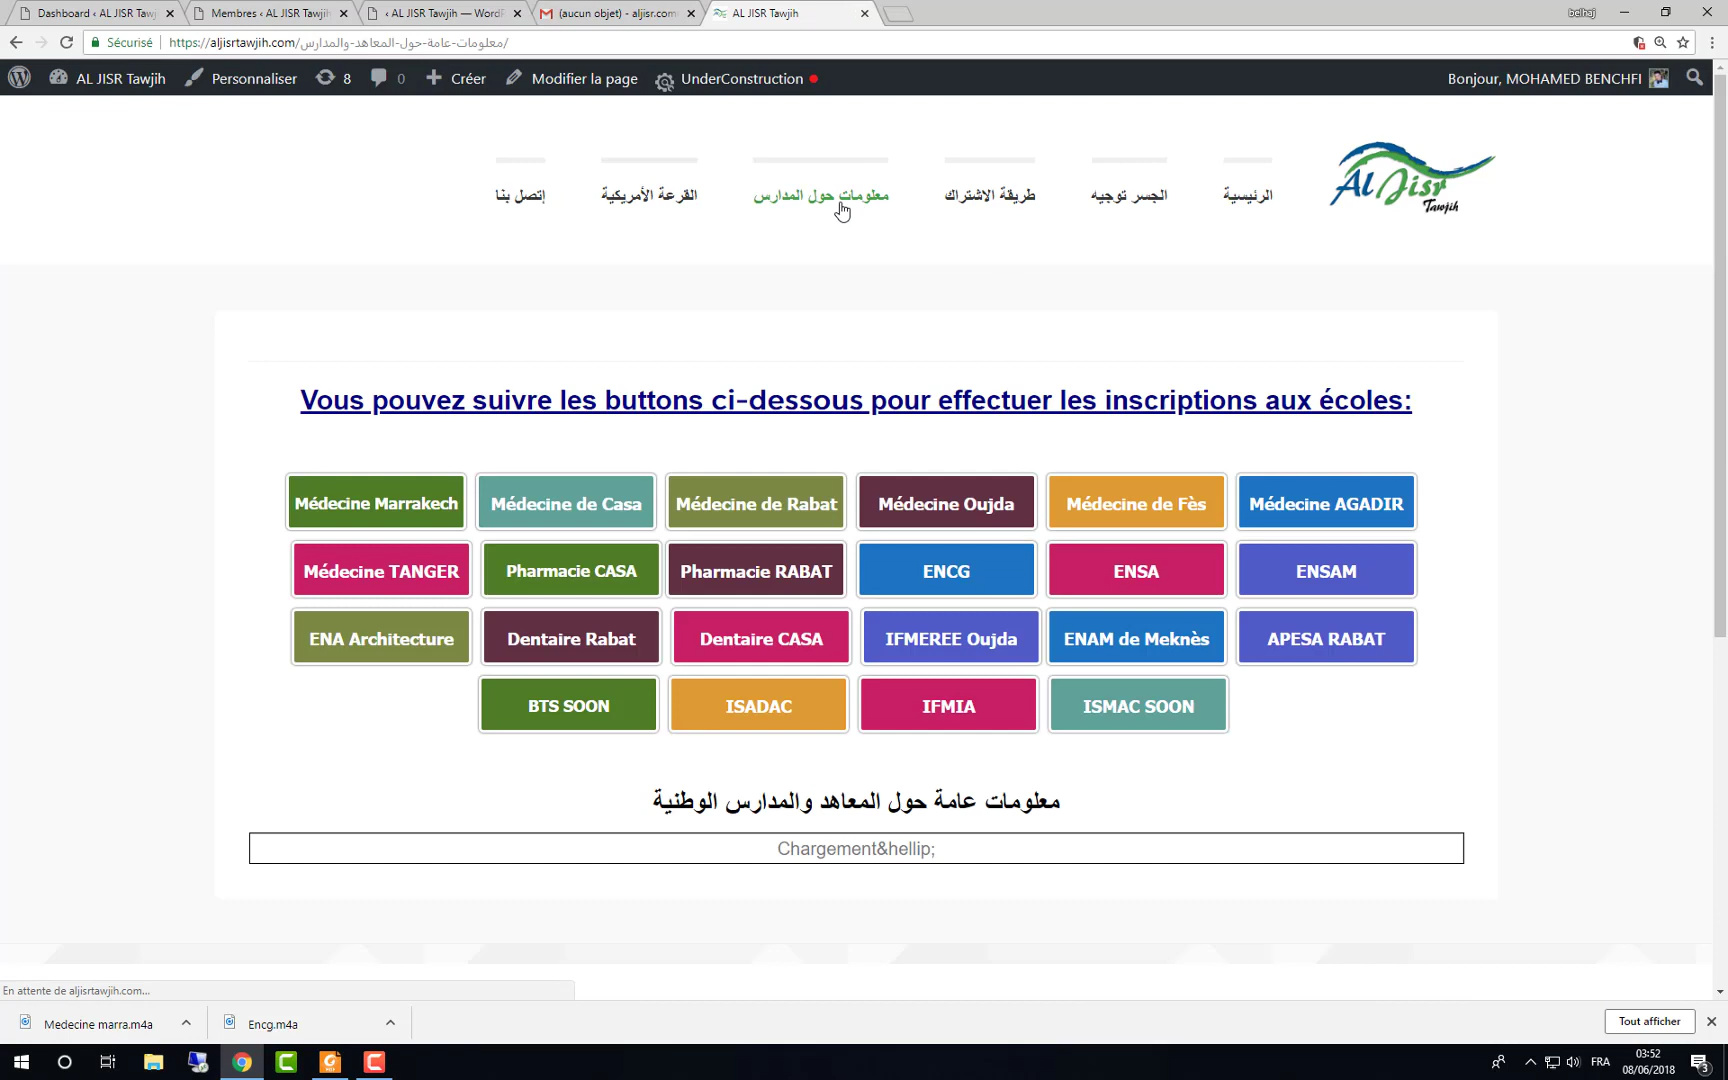 Dashboard ‹ AL JISR Tawj
Membres ‹ AL JISR Tawjih
‹ AL JISR Tawjih — WordP
(aucun objet) - aljisr.com
AL JISR Tawjih
belhaj
Sécurisé
https://aljisrtawjih.com/معلومات-عامة-حول-المعاهد-والمدارس/
AL JISR Tawjih
Personnaliser
8
0
Créer
Modifier la page
UnderConstruction
Bonjour, MOHAMED BENCHFI
الرئيسية
الجسر توجيه
طريقة الاشتراك
معلومات حول المدارس
القرعة الأمريكية
إتصل بنا
Al Jisr
Tawjih
Vous pouvez suivre les buttons ci-dessous pour effectuer les inscriptions aux écoles:
Médecine Marrakech
Médecine de Casa
Médecine de Rabat
Médecine Oujda
Médecine de Fès
Médecine AGADIR
Médecine TANGER
Pharmacie CASA
Pharmacie RABAT
ENCG
ENSA
ENSAM
ENA Architecture
Dentaire Rabat
Dentaire CASA
IFMEREE Oujda
ENAM de Meknès
APESA RABAT
BTS SOON
ISADAC
IFMIA
ISMAC SOON
معلومات عامة حول المعاهد والمدارس الوطنية
Chargement&hellip;
En attente de aljisrtawjih.com...
Medecine marra.m4a
Encg.m4a
Tout afficher
FRA
03:52
08/06/2018
3